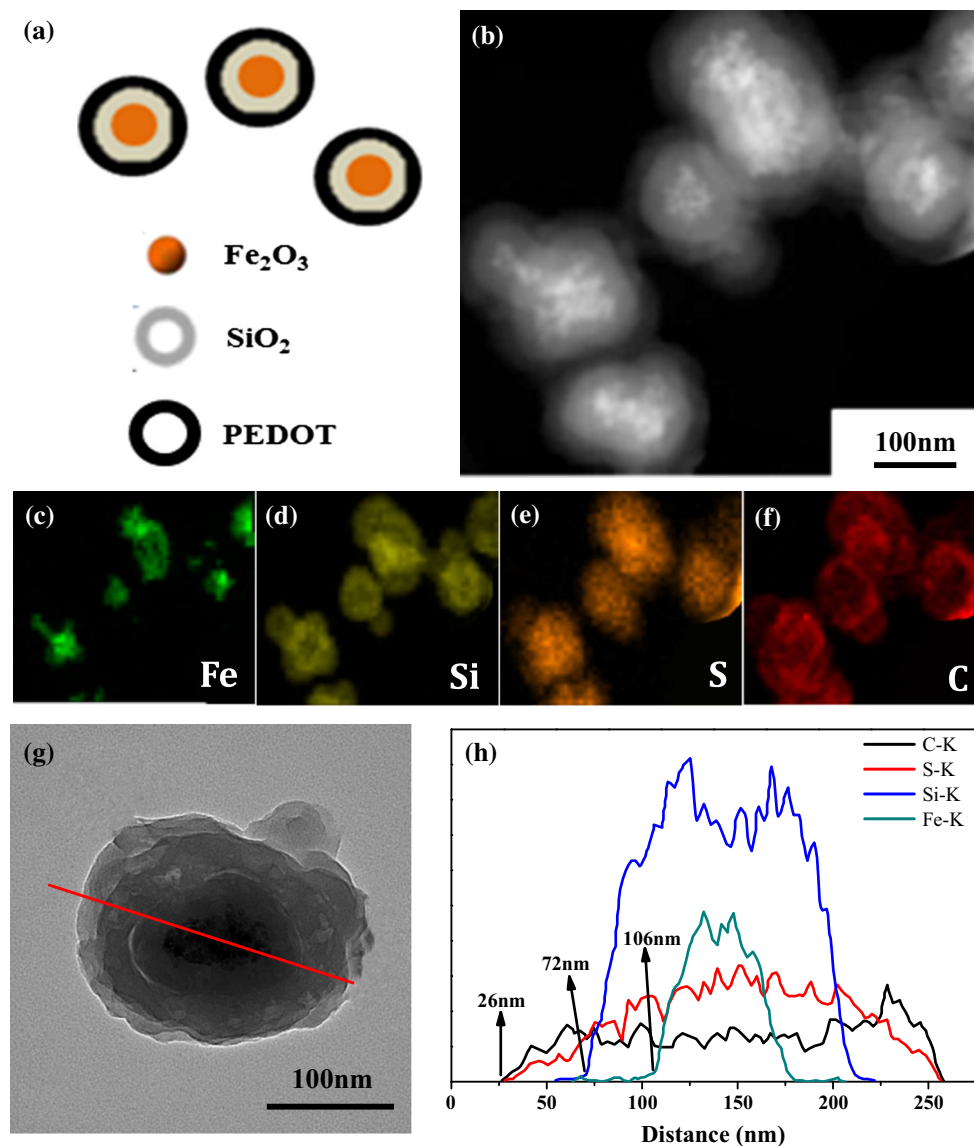 (a)
Fe₂O₃
SiO₂
PEDOT
(b)
100nm
(c)
Fe
(d)
Si
(e)
S
(f)
C
(g)
100nm
(h)
C-K
S-K
Si-K
Fe-K
106nm
72nm
26nm
0 50 100 150 200 250
Distance (nm)